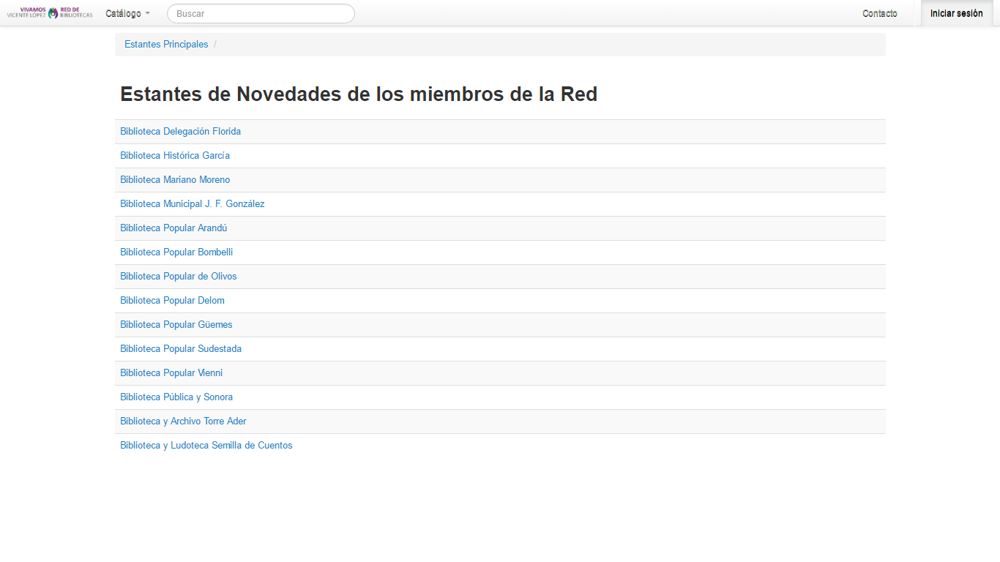 VIVAMOS VICENTE LÓPEZ RED DE BIBLIOTECAS
Catálogo
Buscar
Contacto
Iniciar sesión
Estantes Principales /
Estantes de Novedades de los miembros de la Red
Biblioteca Delegación Florida
Biblioteca Histórica García
Biblioteca Mariano Moreno
Biblioteca Municipal J. F. González
Biblioteca Popular Arandú
Biblioteca Popular Bombelli
Biblioteca Popular de Olivos
Biblioteca Popular Delom
Biblioteca Popular Güemes
Biblioteca Popular Sudestada
Biblioteca Popular Vienni
Biblioteca Pública y Sonora
Biblioteca y Archivo Torre Ader
Biblioteca y Ludoteca Semilla de Cuentos